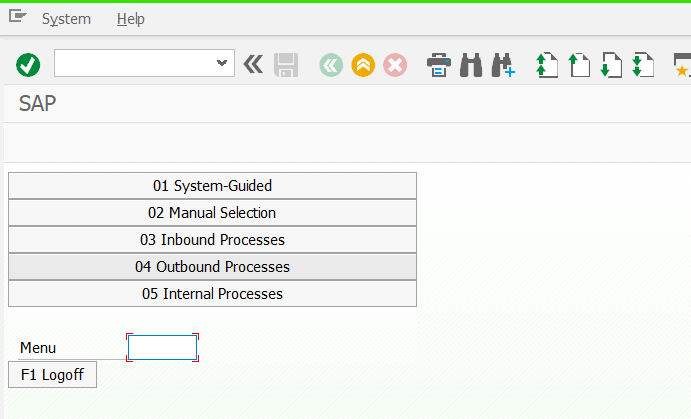 System Help
SAP
01 System-Guided
02 Manual Selection
03 Inbound Processes
04 Outbound Processes
05 Internal Processes
Menu
F1 Logoff